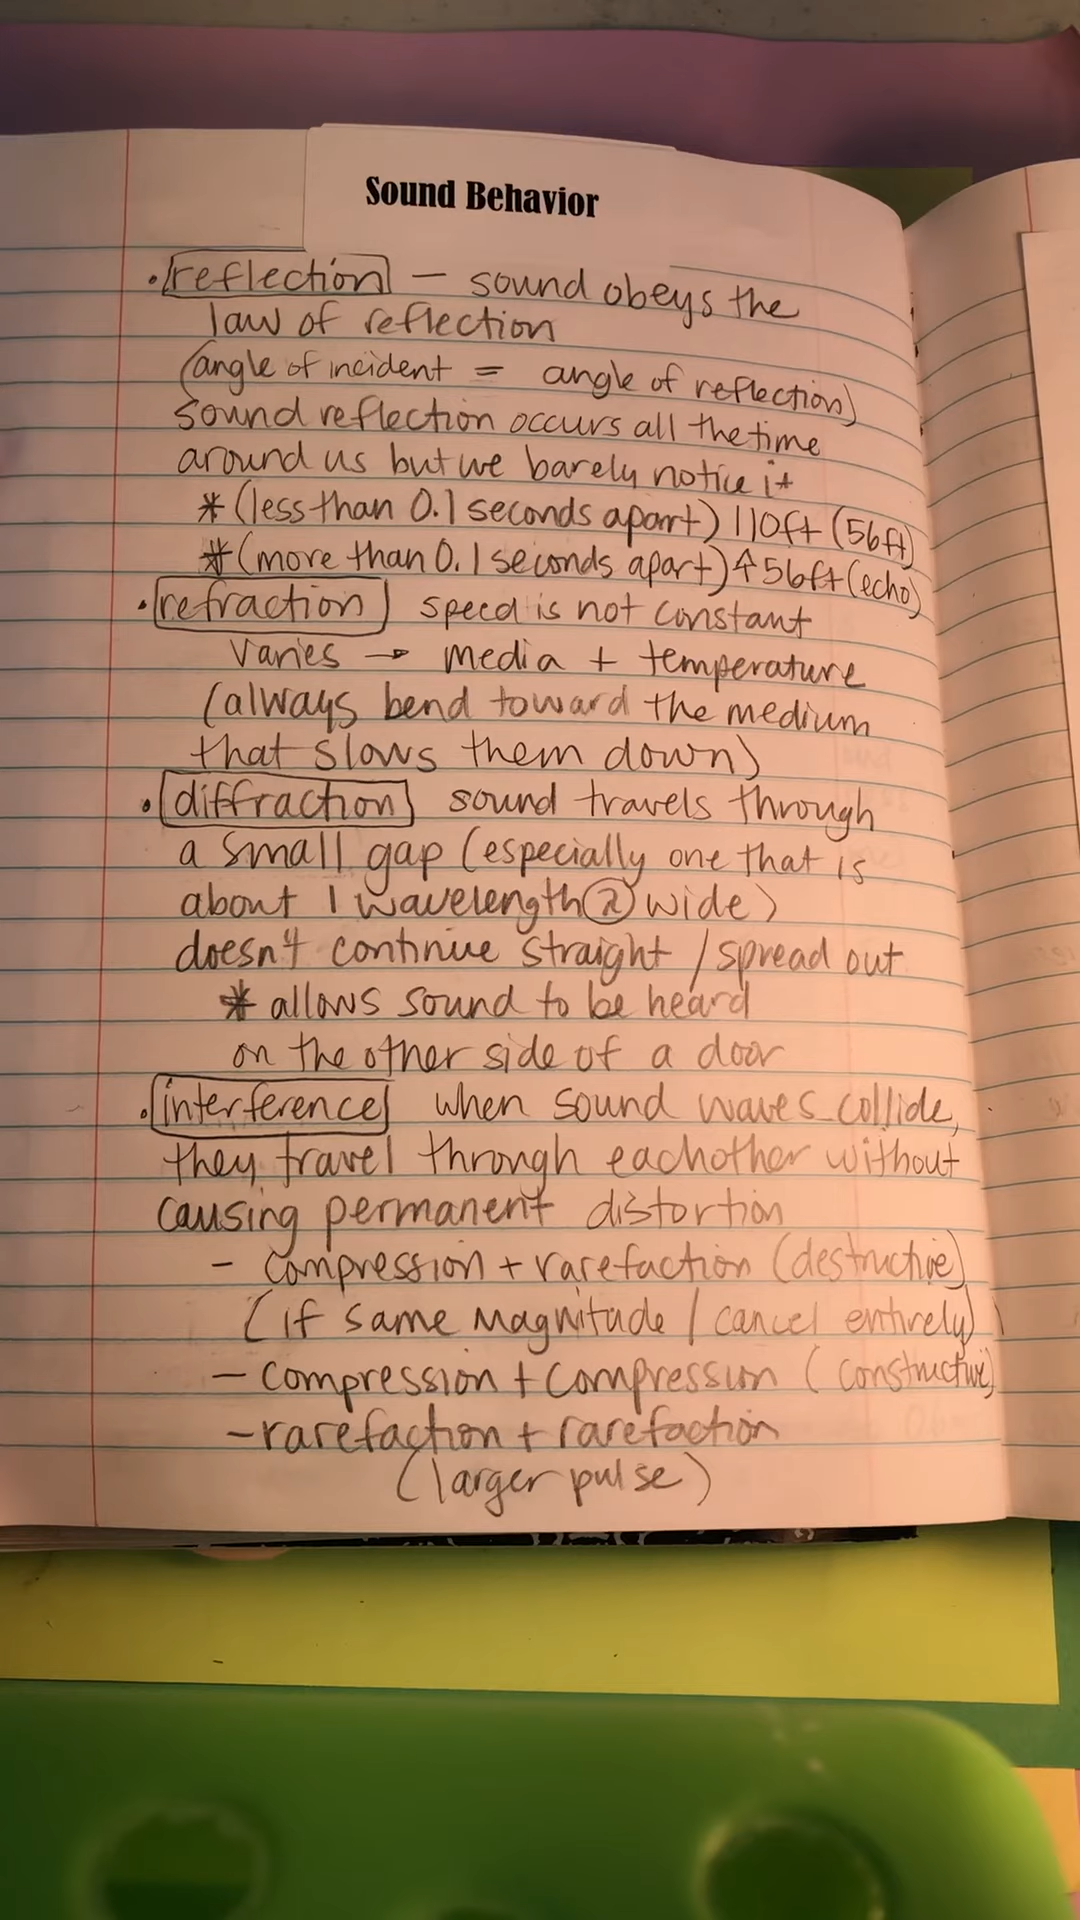 Sound Behavior
• reflection — sound obeys the
law of reflection
(angle of incident = angle of reflection)
Sound reflection occurs all the time
around us but we barely notice it
* (less than 0.1 seconds apart) 110ft (56ft)
* (more than 0.1 seconds apart) ↑56ft (echo)
• refraction speed is not constant
Varies → media + temperature
(always bend toward the medium
that slows them down)
• diffraction sound travels through
a small gap (especially one that is
about 1 wavelength λ wide)
doesn't continue straight / spread out
* allows sound to be heard
on the other side of a door
• interference when sound waves collide,
they travel through eachother without
causing permanent distortion
- compression + rarefaction (destructive)
(if same magnitude / cancel entirely)
- compression + compression (constructive)
- rarefaction + rarefaction
(larger pulse)